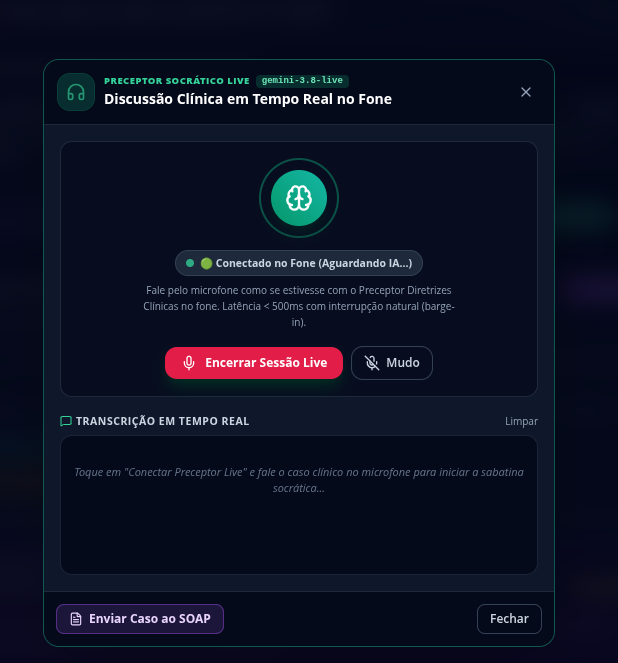 PRECEPTOR SOCRÁTICO LIVE gemini-3.8-live
Discussão Clínica em Tempo Real no Fone
Conectado no Fone (Aguardando IA...)
Fale pelo microfone como se estivesse com o Preceptor Diretrizes
Clínicas no fone. Latência < 500ms com interrupção natural (barge-
in).
Encerrar Sessão Live Mudo
TRANSCRIÇÃO EM TEMPO REAL Limpar
Toque em "Conectar Preceptor Live" e fale o caso clínico no microfone para iniciar a sabatina
socrática...
Enviar Caso ao SOAP Fechar